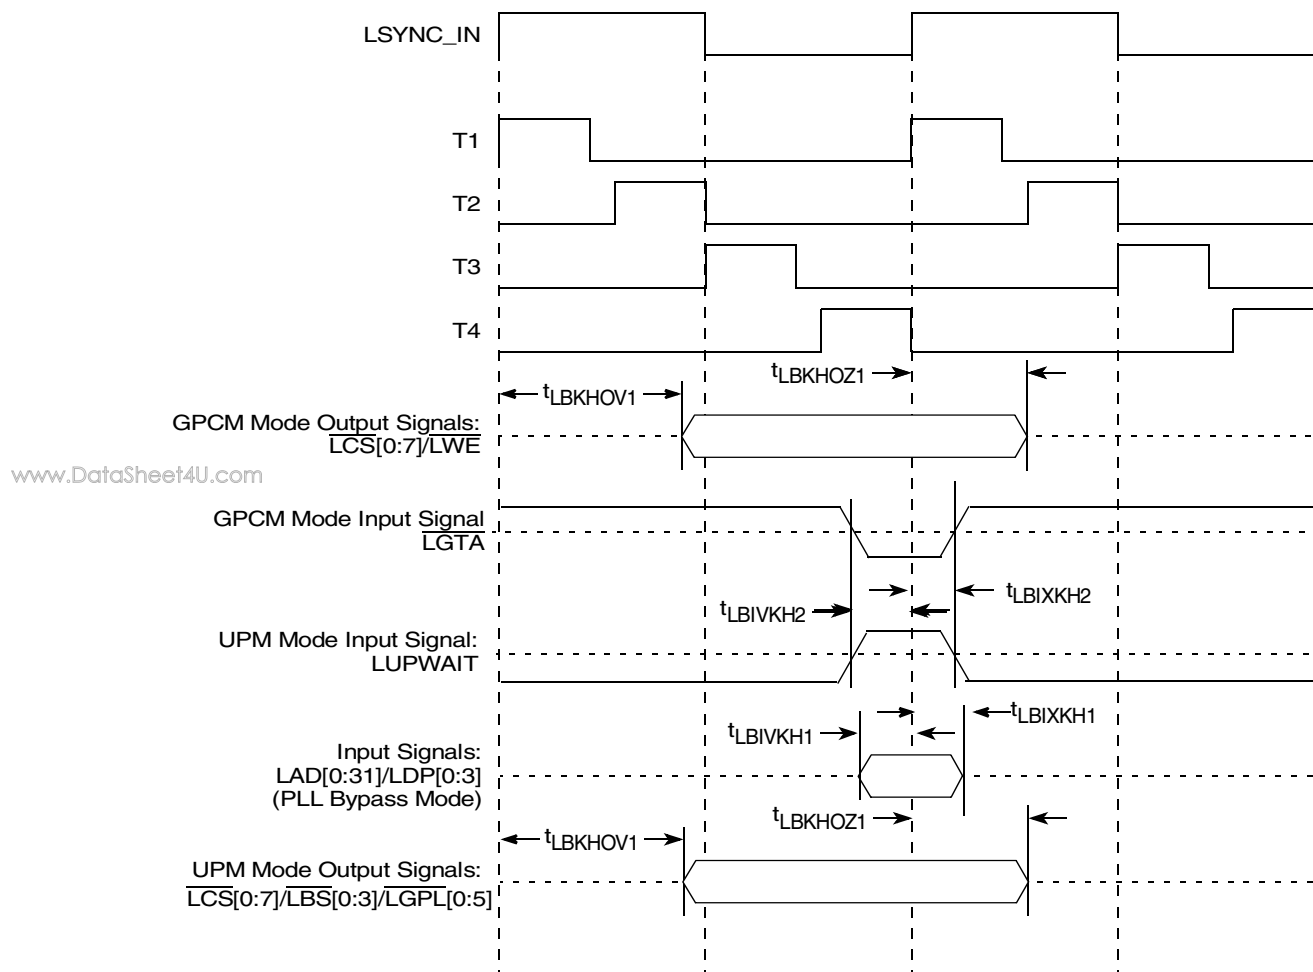 LSYNC_IN
T1
T2
T3
T4
tLBKHOZ1
tLBKHOV1
GPCM Mode Output Signals:
LCS[0:7]/LWE
www.DataSheet4U.com
GPCM Mode Input Signal
LGTA
tLBIXKH2
tLBIVKH2
UPM Mode Input Signal:
LUPWAIT
tLBIXKH1
tLBIVKH1
Input Signals:
LAD[0:31]/LDP[0:3]
(PLL Bypass Mode)
tLBKHOZ1
tLBKHOV1
UPM Mode Output Signals:
LCS[0:7]/LBS[0:3]/LGPL[0:5]